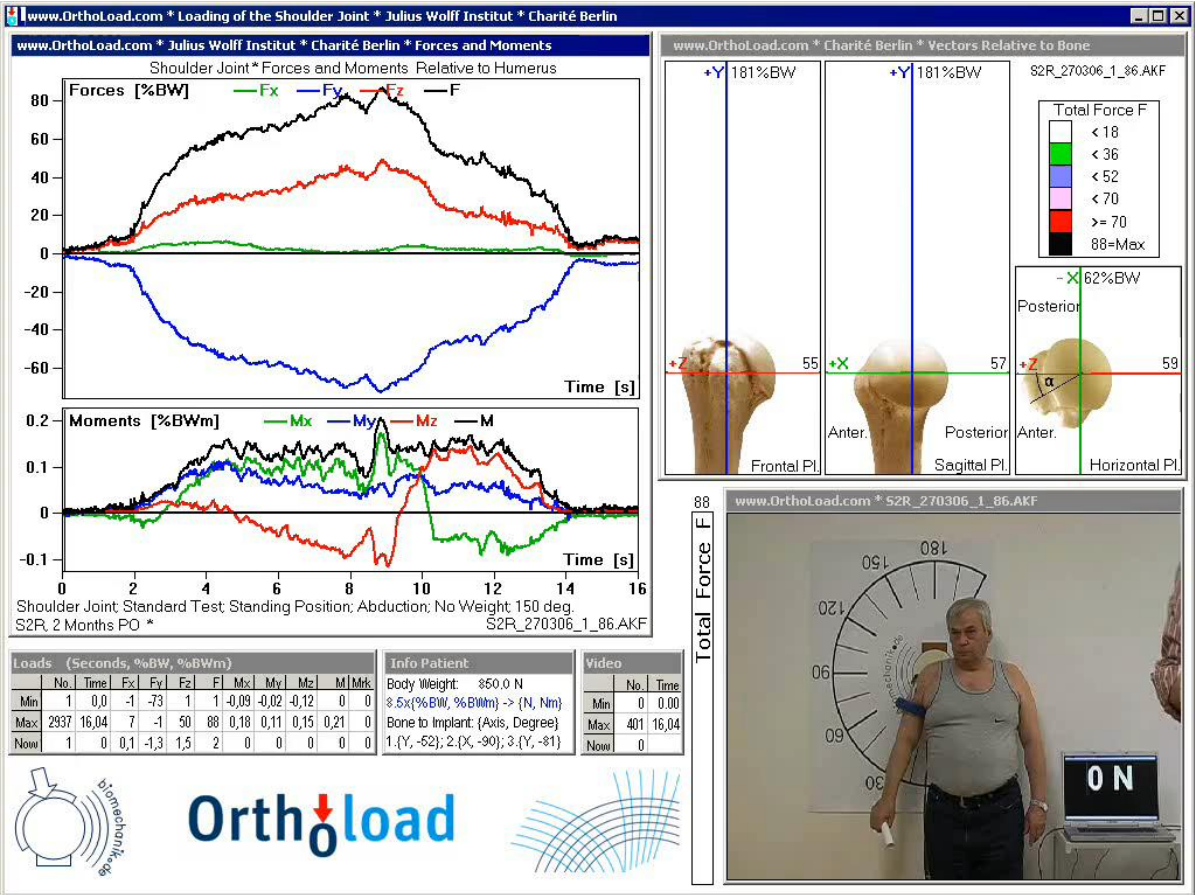 www.OrthoLoad.com * Loading of the Shoulder Joint * Julius Wolff Institut * Charité Berlin
www.OrthoLoad.com * Julius Wolff Institut * Charité Berlin * Forces and Moments
Shoulder Joint * Forces and Moments Relative to Humerus
Forces [%BW] Fx Fy Fz F
80
60
40
20
0
-20
-40
-60
Time [s]
Moments [%BWm] Mx My Mz M
0.2
0.1
0
-0.1
Time [s]
0 2 4 6 8 10 12 14 16
Shoulder Joint; Standard Test; Standing Position; Abduction; No Weight; 150 deg.
S2R, 2 Months PO * S2R_270306_1_86.AKF
www.OrthoLoad.com * Charité Berlin * Vectors Relative to Bone
+Y 181%BW
+Z 55
Frontal Pl.
+Y 181%BW
+X 57
Anter. Posterior
Sagittal Pl.
S2R_270306_1_86.AKF
Total Force F
< 18
< 36
< 52
< 70
>= 70
88=Max
-X 62%BW
Posterior
+Z 59
α
Anter.
Horizontal Pl.
Loads (Seconds, %BW, %BWm)
No. Time Fx Fy Fz F Mx My Mz M Mrk
Min 1 0,0 -1 -73 1 1 -0,09 -0,02 -0,12 0 0
Max 2937 16,04 7 -1 50 88 0,18 0,11 0,15 0,21 0
Now 1 0 0,1 -1,3 1,5 2 0 0 0 0 0
Info Patient
Body Weight: 850.0 N
8.5x{%BW, %BWm} -> {N, Nm}
Bone to Implant: {Axis, Degree}
1.{Y, -52}; 2.{X, -90}; 3.{Y, -81}
Video
No. Time
Min 0 0.00
Max 401 16,04
Now 0
88
Total Force F
www.OrthoLoad.com * S2R_270306_1_86.AKF
180
150
120
90
60
30
biomechanik.de
0 N
biomechanik.de
Orthoload